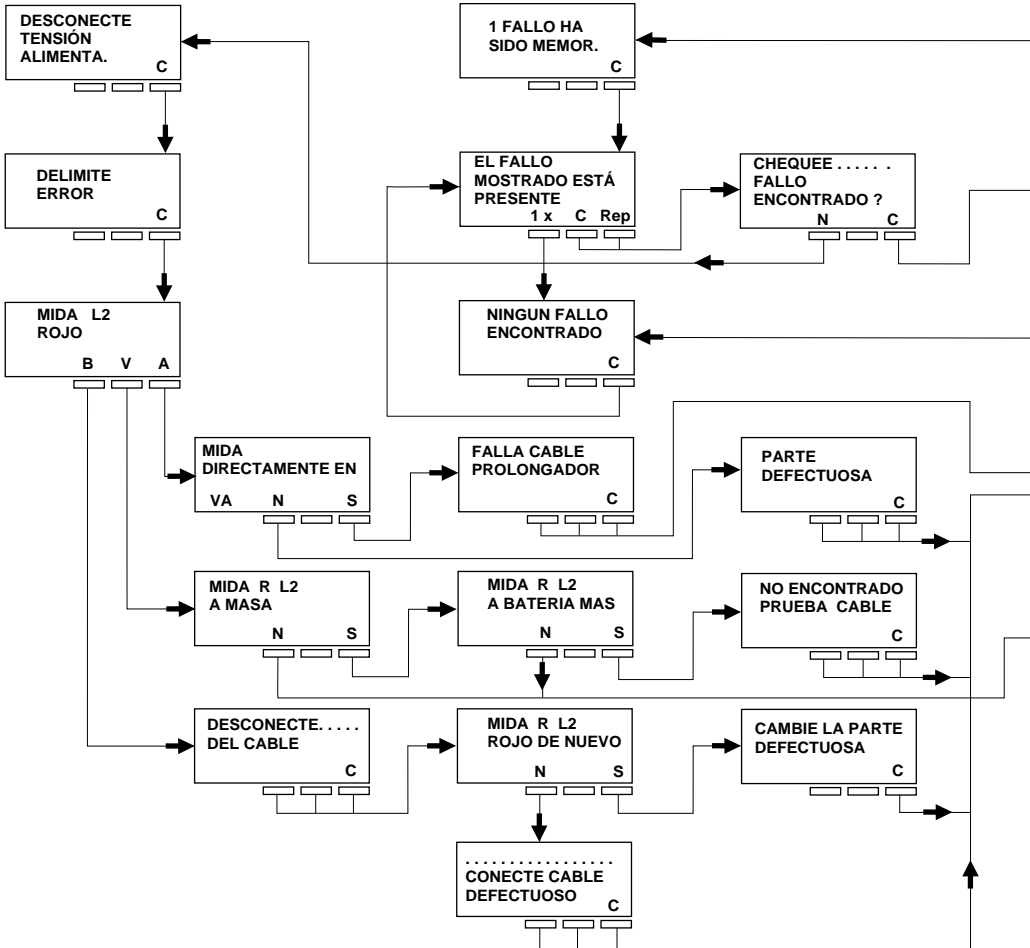 DESCONECTE
TENSIÓN
ALIMENTA.
C
1 FALLO HA
SIDO MEMOR.
C
DELIMITE
ERROR
C
EL FALLO
MOSTRADO ESTÁ
PRESENTE
1 x C Rep
CHEQUEE . . . . . .
FALLO
ENCONTRADO ?
N C
MIDA L2
ROJO
B V A
NINGUN FALLO
ENCONTRADO
C
MIDA
DIRECTAMENTE EN
VA N S
FALLA CABLE
PROLONGADOR
C
PARTE
DEFECTUOSA
C
MIDA R L2
A MASA
N S
MIDA R L2
A BATERIA MAS
N S
NO ENCONTRADO
PRUEBA CABLE
C
DESCONECTE. . . . .
DEL CABLE
C
MIDA R L2
ROJO DE NUEVO
N S
CAMBIE LA PARTE
DEFECTUOSA
C
. . . . . . . . . . . . . . . . .
CONECTE CABLE
DEFECTUOSO
C